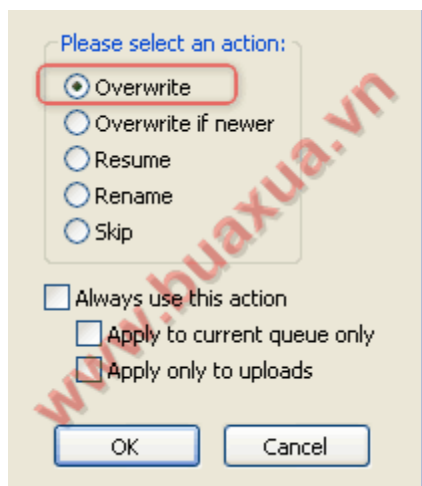 Please select an action:
Overwrite
Overwrite if newer
Resume
Rename
Skip
Always use this action
Apply to current queue only
Apply only to uploads
OK
Cancel
www.buaxua.vn